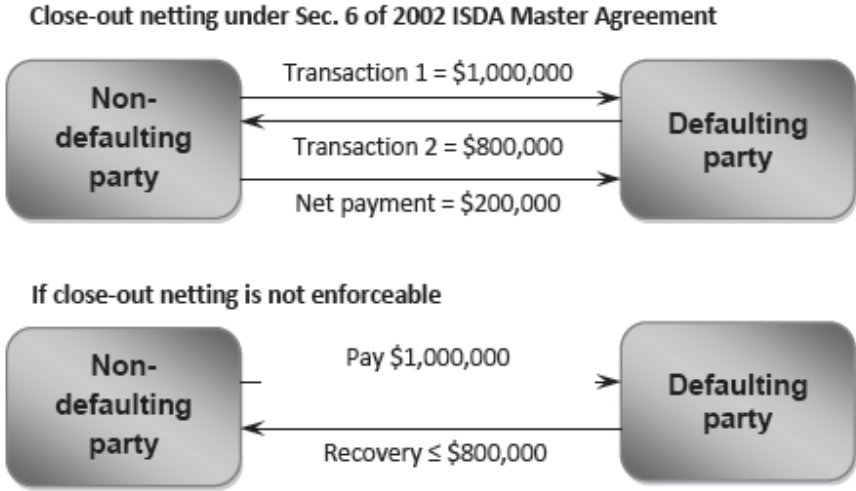 Close-out netting under Sec. 6 of 2002 ISDA Master Agreement
Transaction 1 = $1,000,000
Non-
defaulting
party
Defaulting
party
Transaction 2 = $800,000
Net payment = $200,000
If close-out netting is not enforceable
Pay $1,000,000
Non-
defaulting
party
Defaulting
party
Recovery ≤ $800,000